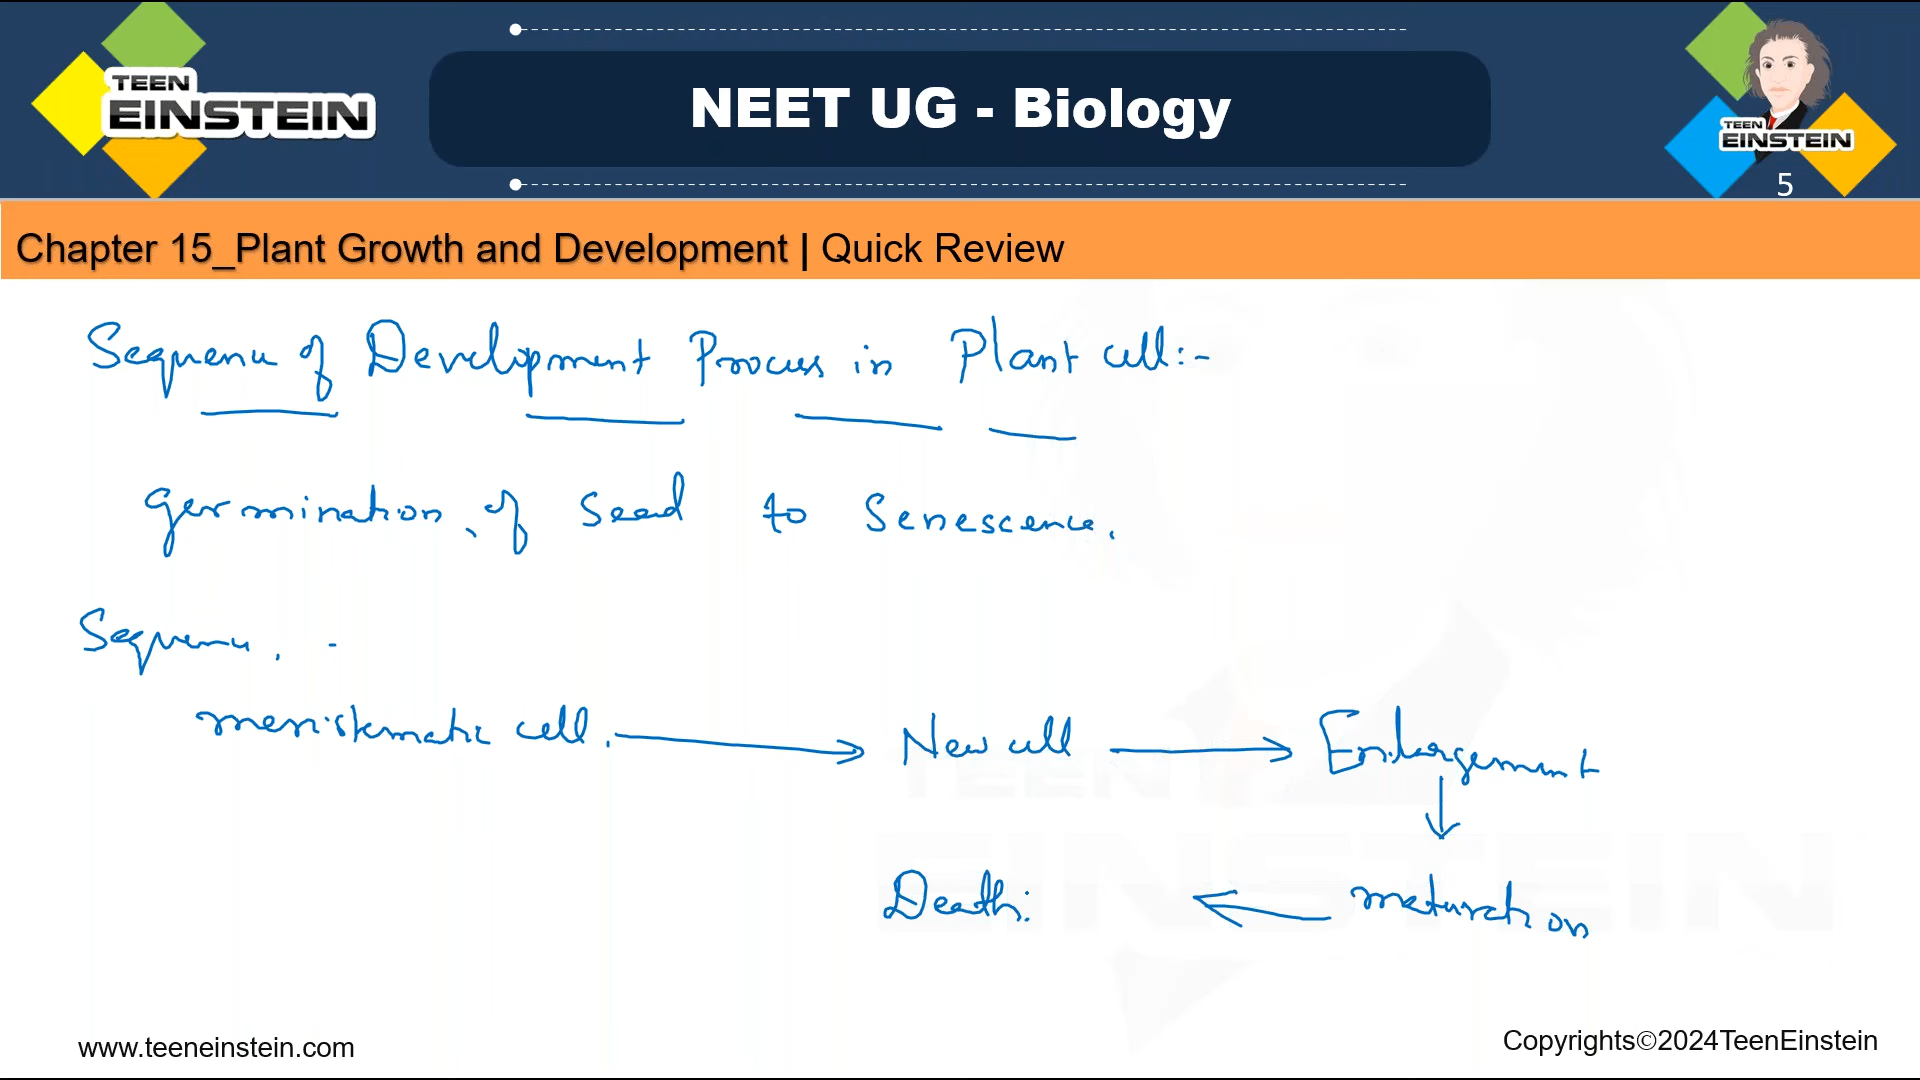 TEEN
EINSTEIN
NEET UG - Biology
TEEN
EINSTEIN
5
Chapter 15_Plant Growth and Development | Quick Review
Sequence of Development Process in Plant cell:-
germination of Seed to Senescence.
Sequence. -
meristematic cell. → New cell → Enlargement
↓
Death: ← maturation
TEEN
EINSTEIN
www.teeneinstein.com
Copyrights©2024TeenEinstein